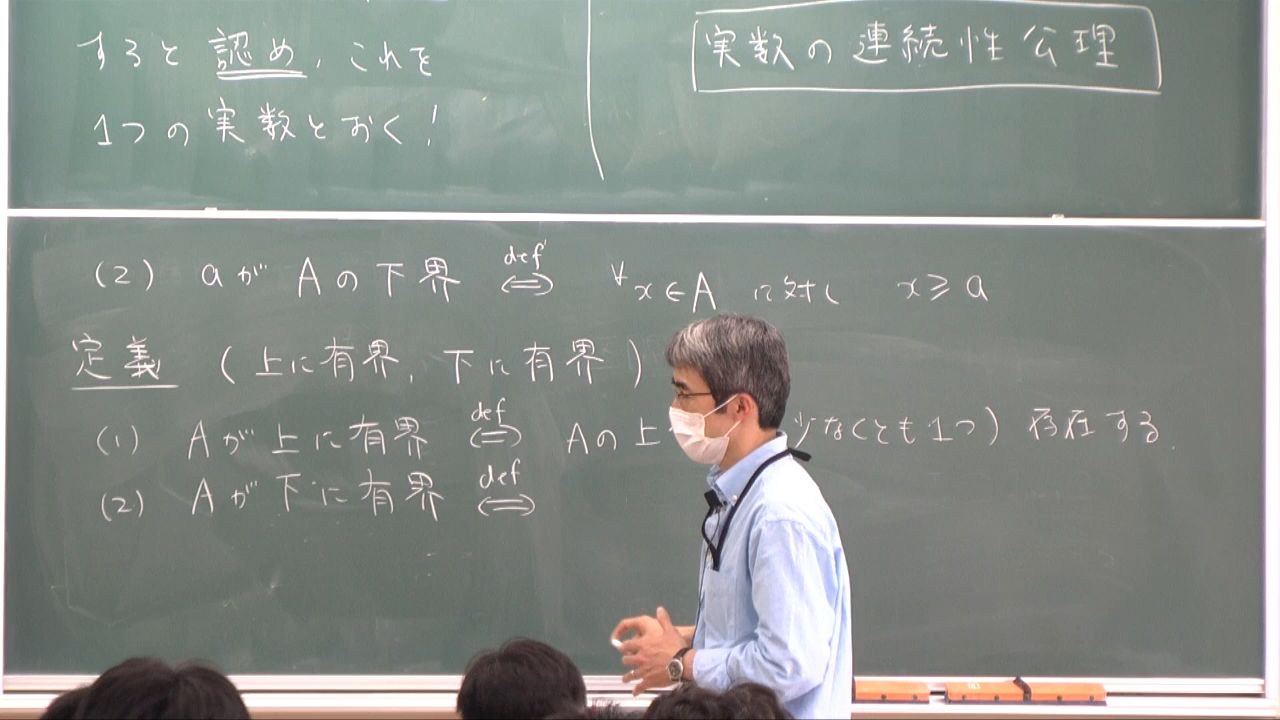 すると認め，これを
1つの実数とおく！
実数の連続性公理
(2) aがAの下界 def ⇔ ∀x∈A に対し x≥a
定義 (上に有界，下に有界)
(1) Aが上に有界 def ⇔ Aの上 少なくとも1つ) 存在する．
(2) Aが下に有界 def ⇔